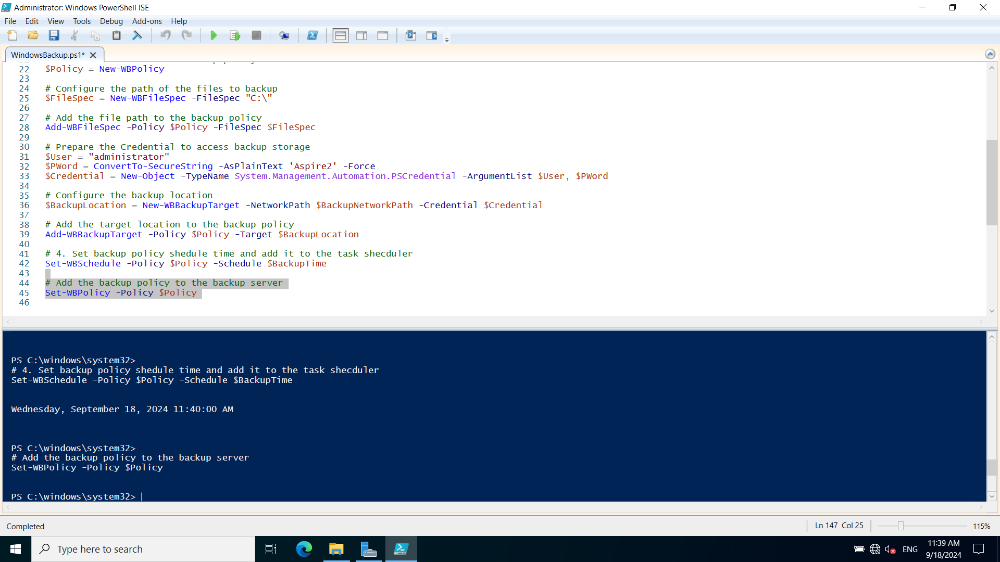 Administrator: Windows PowerShell ISE
File Edit View Tools Debug Add-ons Help
WindowsBackup.ps1*
22 $Policy = New-WBPolicy
23
24 # Configure the path of the files to backup
25 $FileSpec = New-WBFileSpec -FileSpec "C:\"
26
27 # Add the file path to the backup policy
28 Add-WBFileSpec -Policy $Policy -FileSpec $FileSpec
29
30 # Prepare the Credential to access backup storage
31 $User = "administrator"
32 $PWord = ConvertTo-SecureString -AsPlainText 'Aspire2' -Force
33 $Credential = New-Object -TypeName System.Management.Automation.PSCredential -ArgumentList $User, $PWord
34
35 # Configure the backup location
36 $BackupLocation = New-WBBackupTarget -NetworkPath $BackupNetworkPath -Credential $Credential
37
38 # Add the target location to the backup policy
39 Add-WBBackupTarget -Policy $Policy -Target $BackupLocation
40
41 # 4. Set backup policy shedule time and add it to the task shecduler
42 Set-WBSchedule -Policy $Policy -Schedule $BackupTime
43
44 # Add the backup policy to the backup server
45 Set-WBPolicy -Policy $Policy
46
PS C:\windows\system32>
# 4. Set backup policy shedule time and add it to the task shecduler
Set-WBSchedule -Policy $Policy -Schedule $BackupTime
Wednesday, September 18, 2024 11:40:00 AM
PS C:\windows\system32>
# Add the backup policy to the backup server
Set-WBPolicy -Policy $Policy
PS C:\windows\system32>
Completed
Ln 147 Col 25
115%
Type here to search
ENG
11:39 AM
9/18/2024